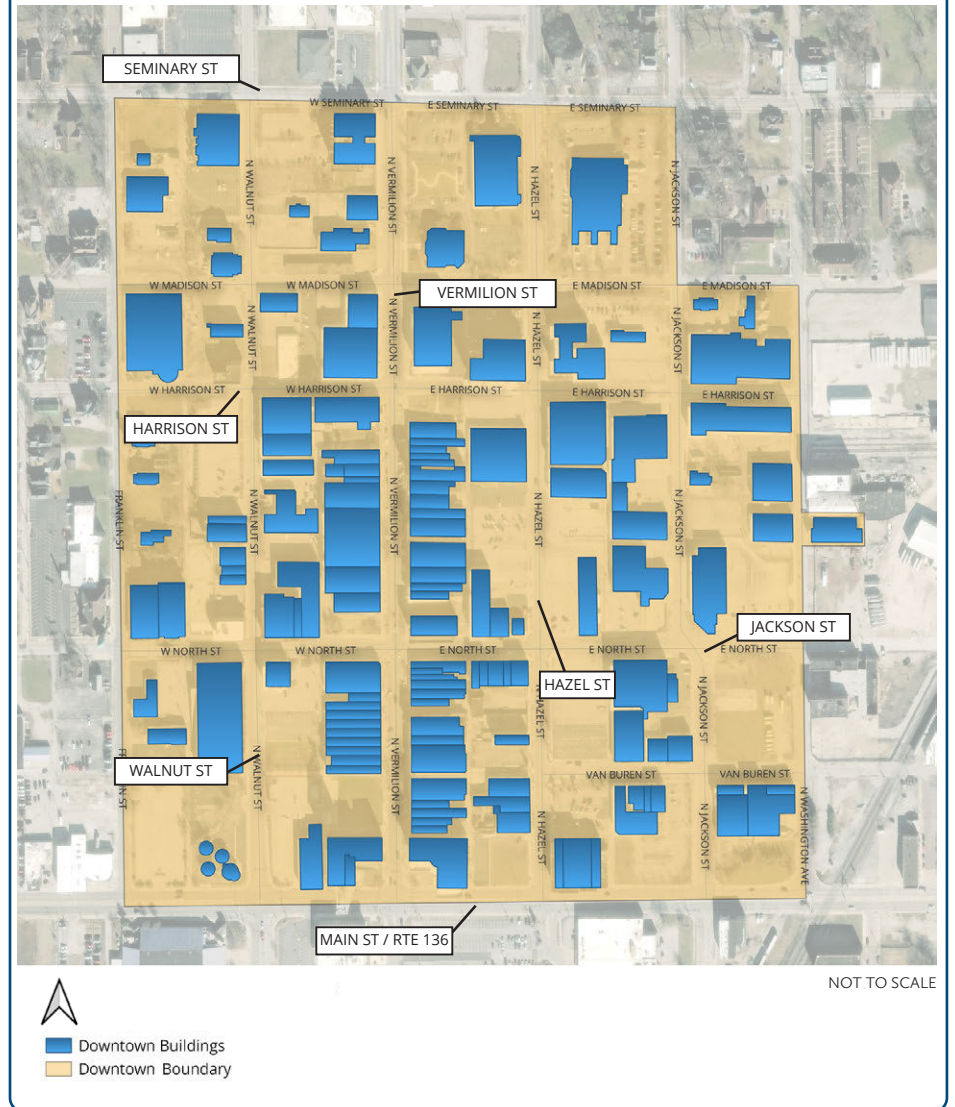 SEMINARY ST
W SEMINARY ST
E SEMINARY ST
E SEMINARY ST
N WALNUT ST
N VERMILION ST
N HAZEL ST
N JACKSON ST
W MADISON ST
W MADISON ST
VERMILION ST
E MADISON ST
E MADISON ST
N WALNUT ST
N VERMILION ST
N HAZEL ST
N JACKSON ST
W HARRISON ST
W HARRISON ST
E HARRISON ST
E HARRISON ST
E HARRISON ST
HARRISON ST
FRANKLIN ST
N WALNUT ST
N VERMILION ST
N HAZEL ST
N JACKSON ST
JACKSON ST
W NORTH ST
W NORTH ST
E NORTH ST
E NORTH ST
E NORTH ST
HAZEL ST
N JACKSON ST
WALNUT ST
N WALNUT ST
N VERMILION ST
VAN BUREN ST
VAN BUREN ST
N HAZEL ST
N JACKSON ST
N WASHINGTON AVE
MAIN ST / RTE 136
NOT TO SCALE
Downtown Buildings
Downtown Boundary